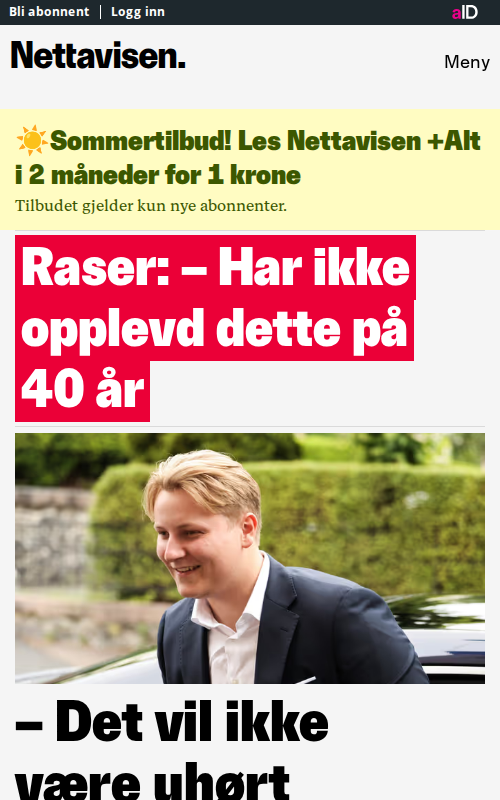 Bli abonnent | Logg inn
aID
Nettavisen.
Meny
☀️Sommertilbud! Les Nettavisen +Alt
i 2 måneder for 1 krone
Tilbudet gjelder kun nye abonnenter.
Raser: – Har ikke
opplevd dette på
40 år
– Det vil ikke
være uhørt